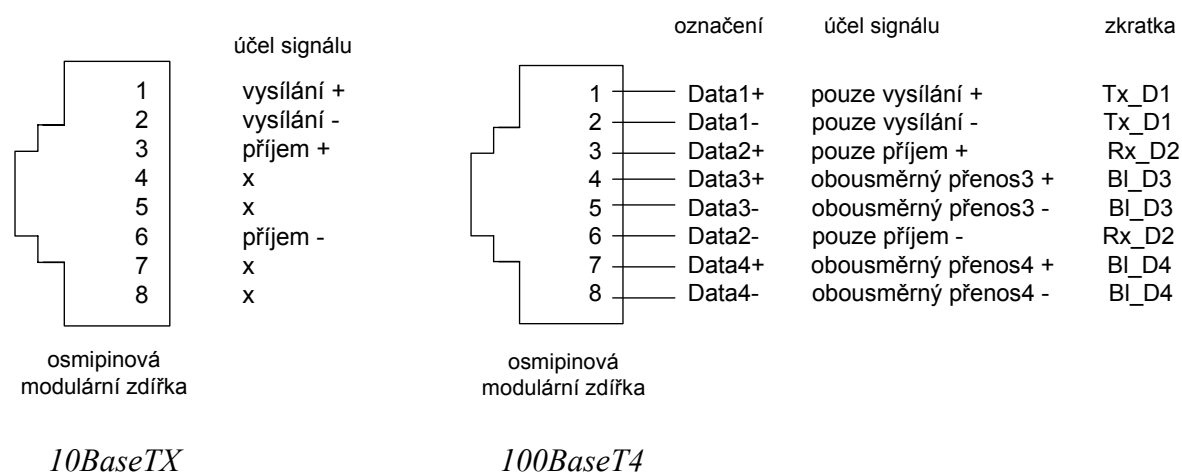 účel signálu
1 vysílání +
2 vysílání -
3 příjem +
4 x
5 x
6 příjem -
7 x
8 x
osmipinová
modulární zdířka
10BaseTX
označení účel signálu zkratka
1 Data1+ pouze vysílání + Tx_D1
2 Data1- pouze vysílání - Tx_D1
3 Data2+ pouze příjem + Rx_D2
4 Data3+ obousměrný přenos3 + BI_D3
5 Data3- obousměrný přenos3 - BI_D3
6 Data2- pouze příjem - Rx_D2
7 Data4+ obousměrný přenos4 + BI_D4
8 Data4- obousměrný přenos4 - BI_D4
osmipinová
modulární zdířka
100BaseT4